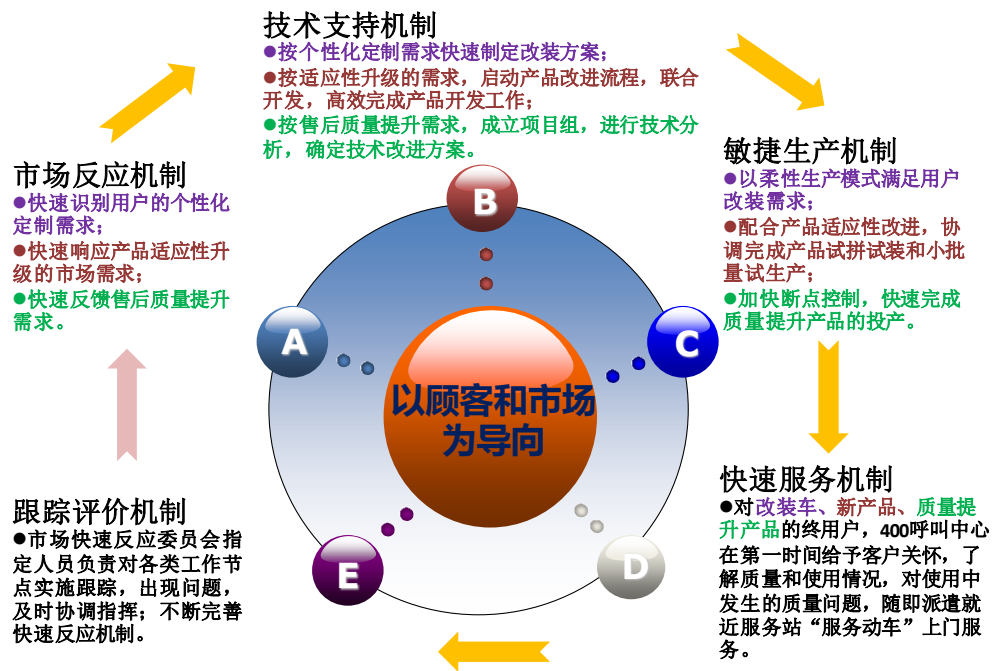 技术支持机制
●按个性化定制需求快速制定改装方案；
●按适应性升级的需求，启动产品改进流程，联合
开发，高效完成产品开发工作；
●按售后质量提升需求，成立项目组，进行技术分
析，确定技术改进方案。
市场反应机制
●快速识别用户的个性化
定制需求；
●快速响应产品适应性升
级的市场需求；
●快速反馈售后质量提升
需求。
敏捷生产机制
●以柔性生产模式满足用户
改装需求；
●配合产品适应性改进，协
调完成产品试拼试装和小批
量试生产；
●加快断点控制，快速完成
质量提升产品的投产。
B
A
C
以顾客和市场
为导向
E
D
跟踪评价机制
●市场快速反应委员会指
定人员负责对各类工作节
点实施跟踪，出现问题，
及时协调指挥；不断完善
快速反应机制。
快速服务机制
●对改装车、新产品、质量提
升产品的终用户，400呼叫中心
在第一时间给予客户关怀，了
解质量和使用情况，对使用中
发生的质量问题，随即派遣就
近服务站“服务动车”上门服
务。